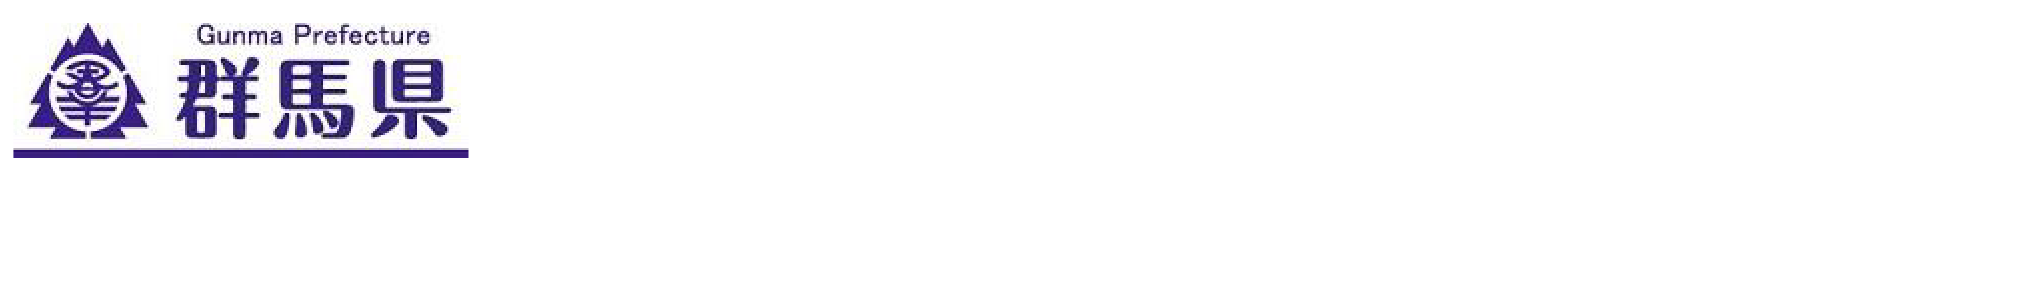 Gunma Prefecture
群馬県